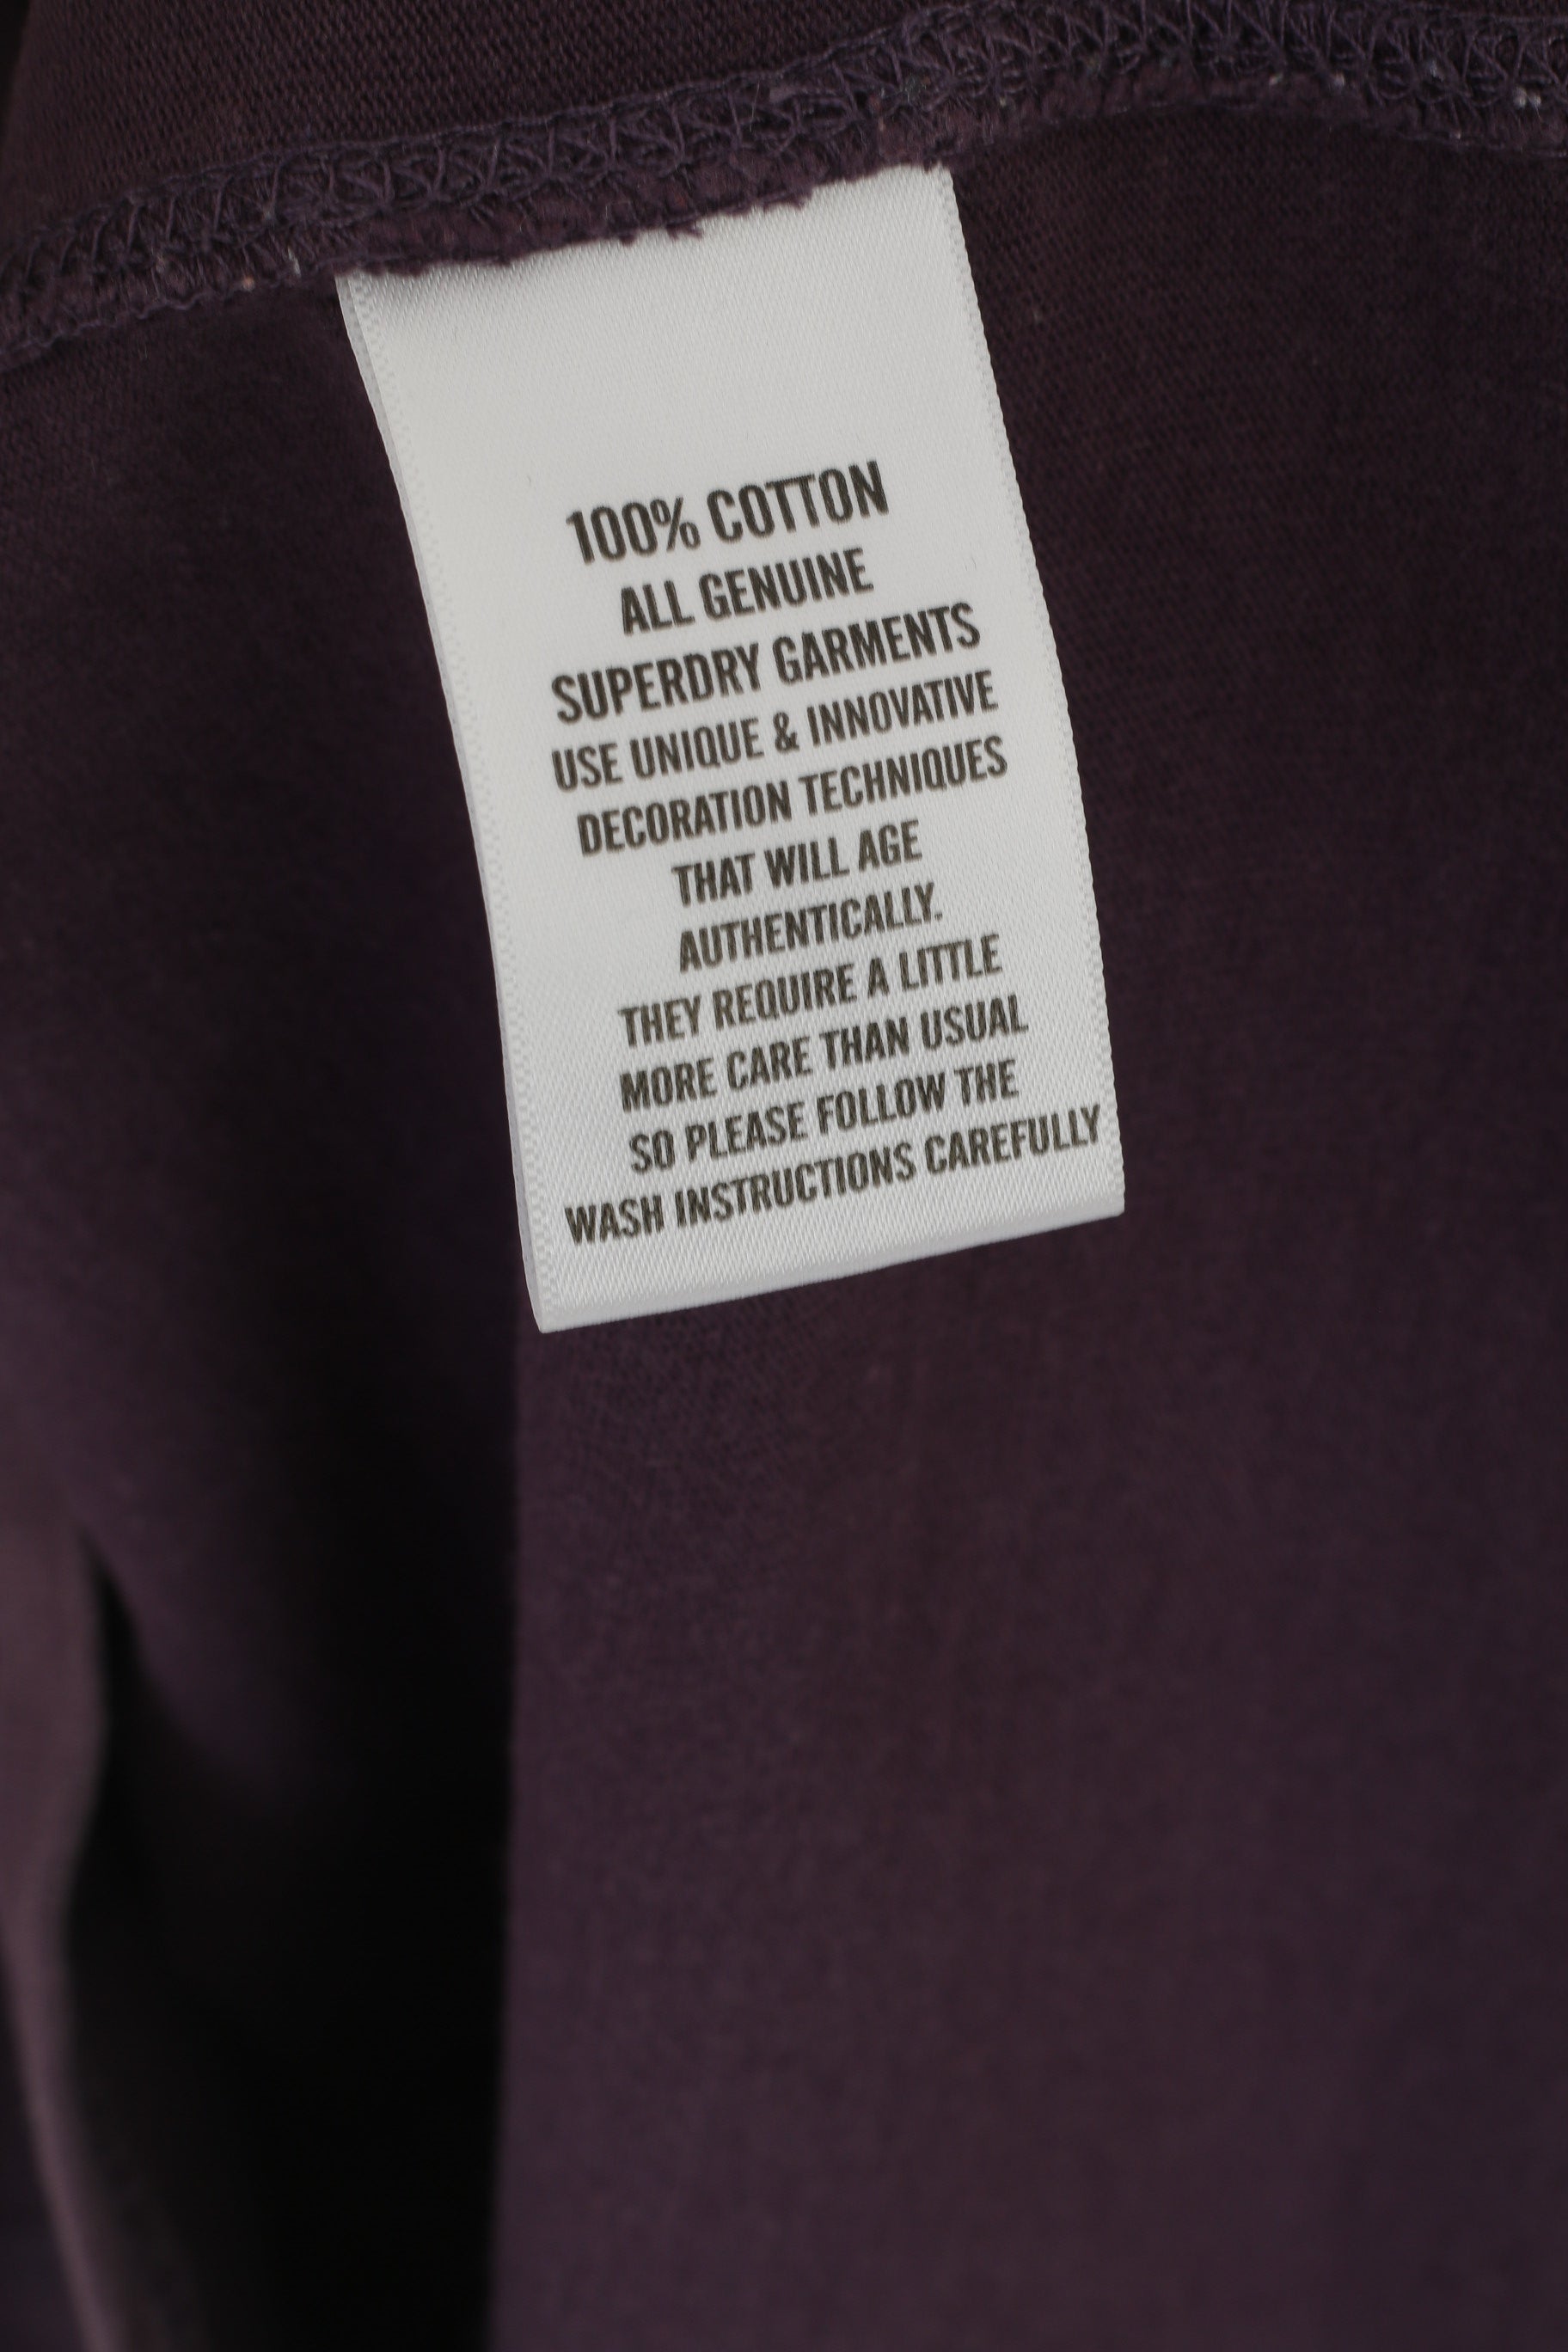 100% COTTON
ALL GENUINE
SUPERDRY GARMENTS
USE UNIQUE & INNOVATIVE
DECORATION TECHNIQUES
THAT WILL AGE
AUTHENTICALLY.
THEY REQUIRE A LITTLE
MORE CARE THAN USUAL
SO PLEASE FOLLOW THE
WASH INSTRUCTIONS CAREFULLY